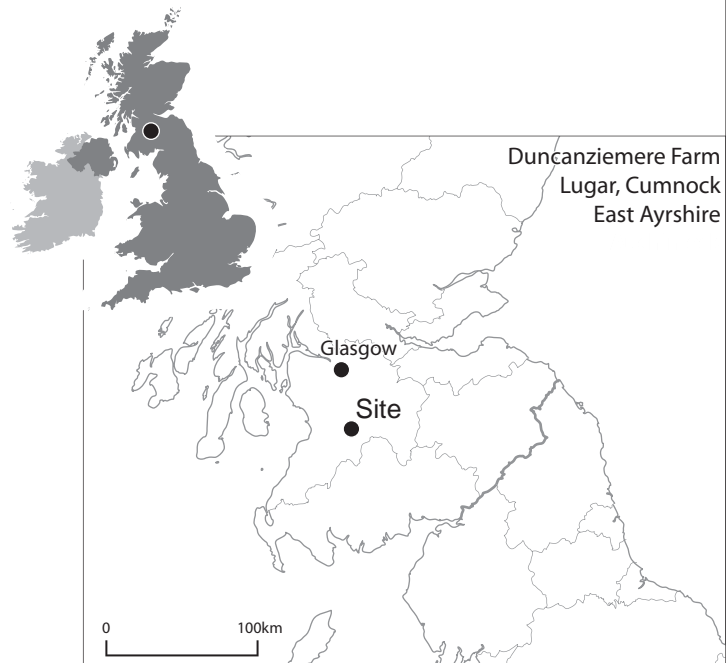 Duncanziemere Farm
Lugar, Cumnock
East Ayrshire
Glasgow
Site
0 100km